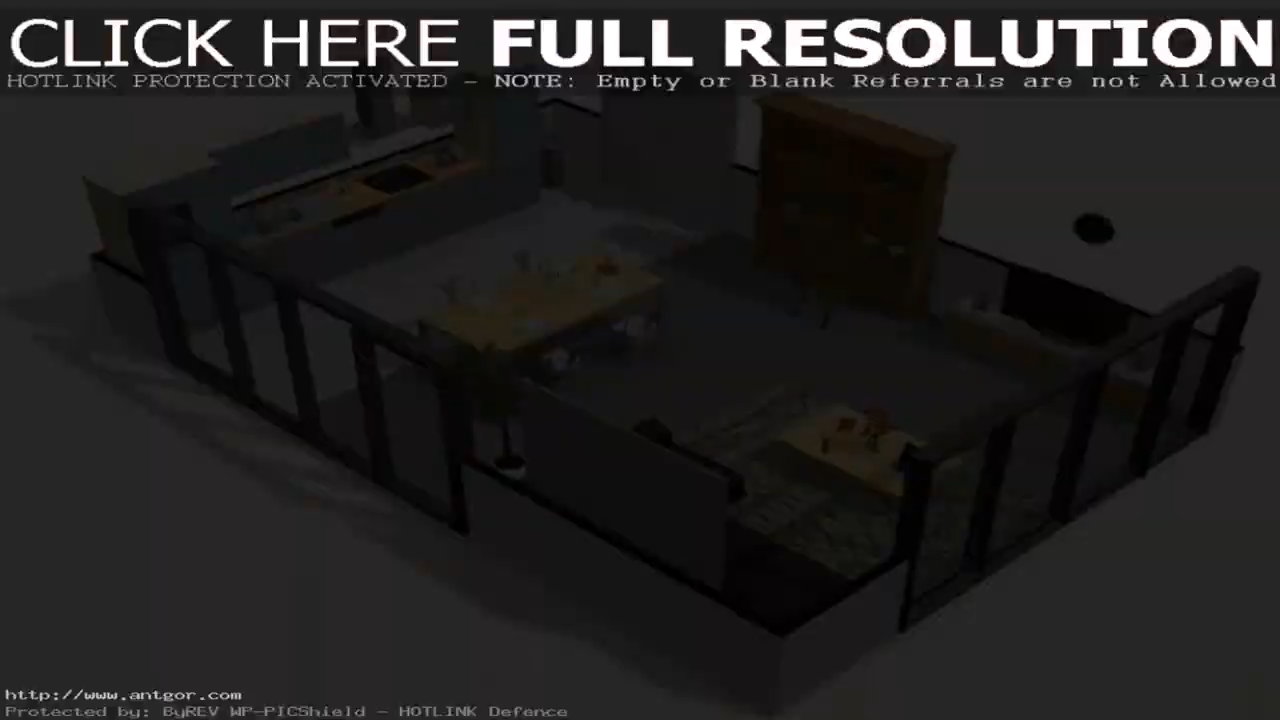 CLICK HERE FULL RESOLUTION
HOTLINK PROTECTION ACTIVATED - NOTE: Empty or Blank Referrals are not Allowed
http://www.antgor.com
Protected by: ByREV WP-PICShield - HOTLINK Defence